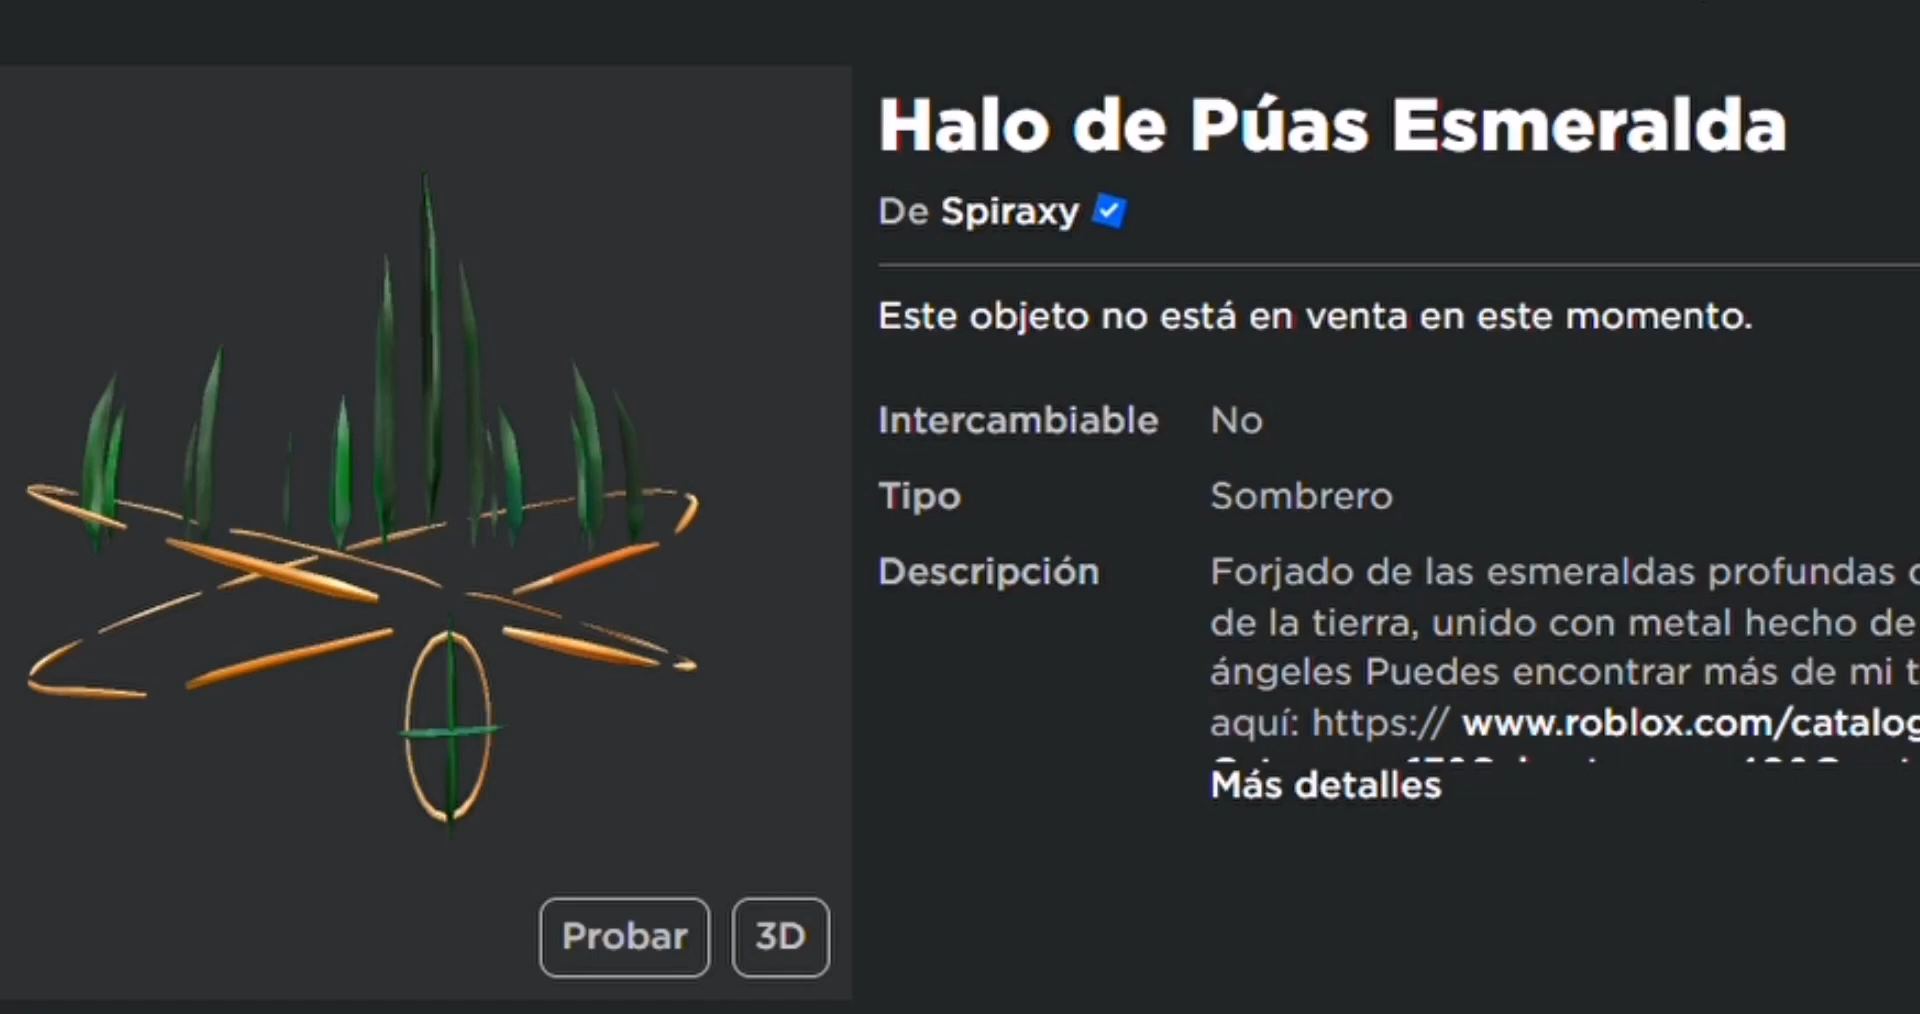 Halo de Púas Esmeralda
De Spiraxy
Este objeto no está en venta en este momento.
Intercambiable No
Tipo Sombrero
Descripción Forjado de las esmeraldas profundas
de la tierra, unido con metal hecho de
ángeles Puedes encontrar más de mi
aquí: https:// www.roblox.com/catalog
Más detalles
Probar 3D